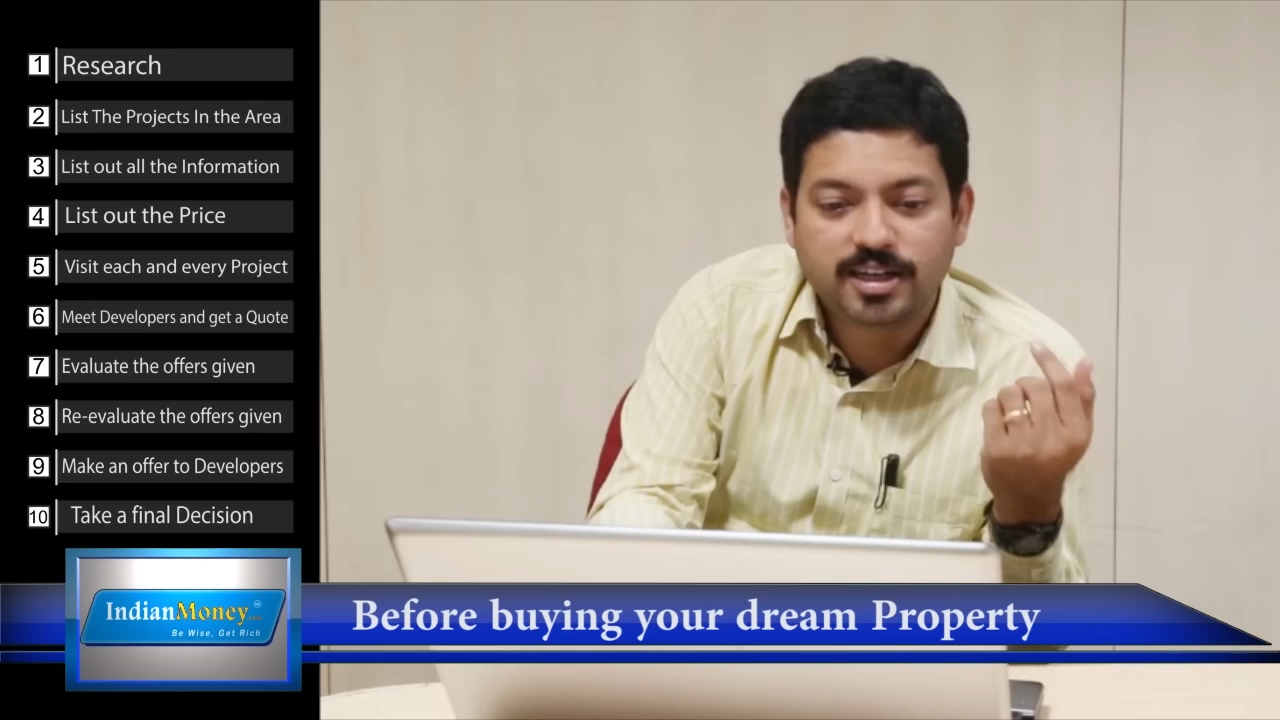 1 Research
2 List The Projects In the Area
3 List out all the Information
4 List out the Price
5 Visit each and every Project
6 Meet Developers and get a Quote
7 Evaluate the offers given
8 Re-evaluate the offers given
9 Make an offer to Developers
10 Take a final Decision
IndianMoney
Be Wise, Get Rich
Before buying your dream Property